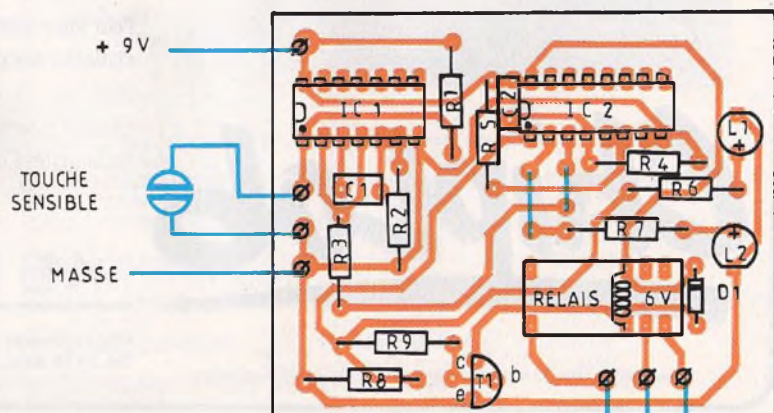 + 9V
TOUCHE
SENSIBLE
MASSE
IC 1
R1
R5
C2
IC 2
L1
+
R4
R6
C1
R2
R3
R7
L2
+
RELAIS
6V
D1
R9
R8
c
T1
b
e